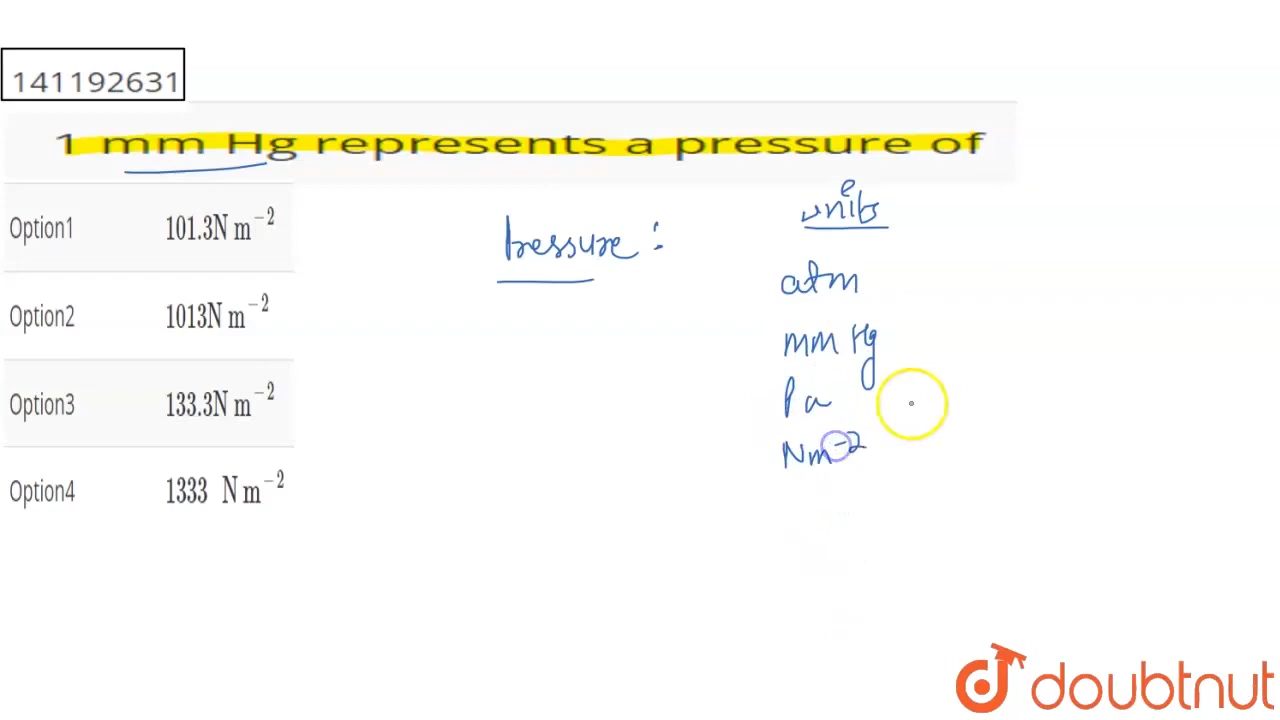 141192631
1 mm Hg represents a pressure of
Option1 101.3N m⁻²
Option2 1013N m⁻²
Option3 133.3N m⁻²
Option4 1333 N m⁻²
Pressure :
units
atm
mm Hg
Pa
Nm⁻²
doubtnut